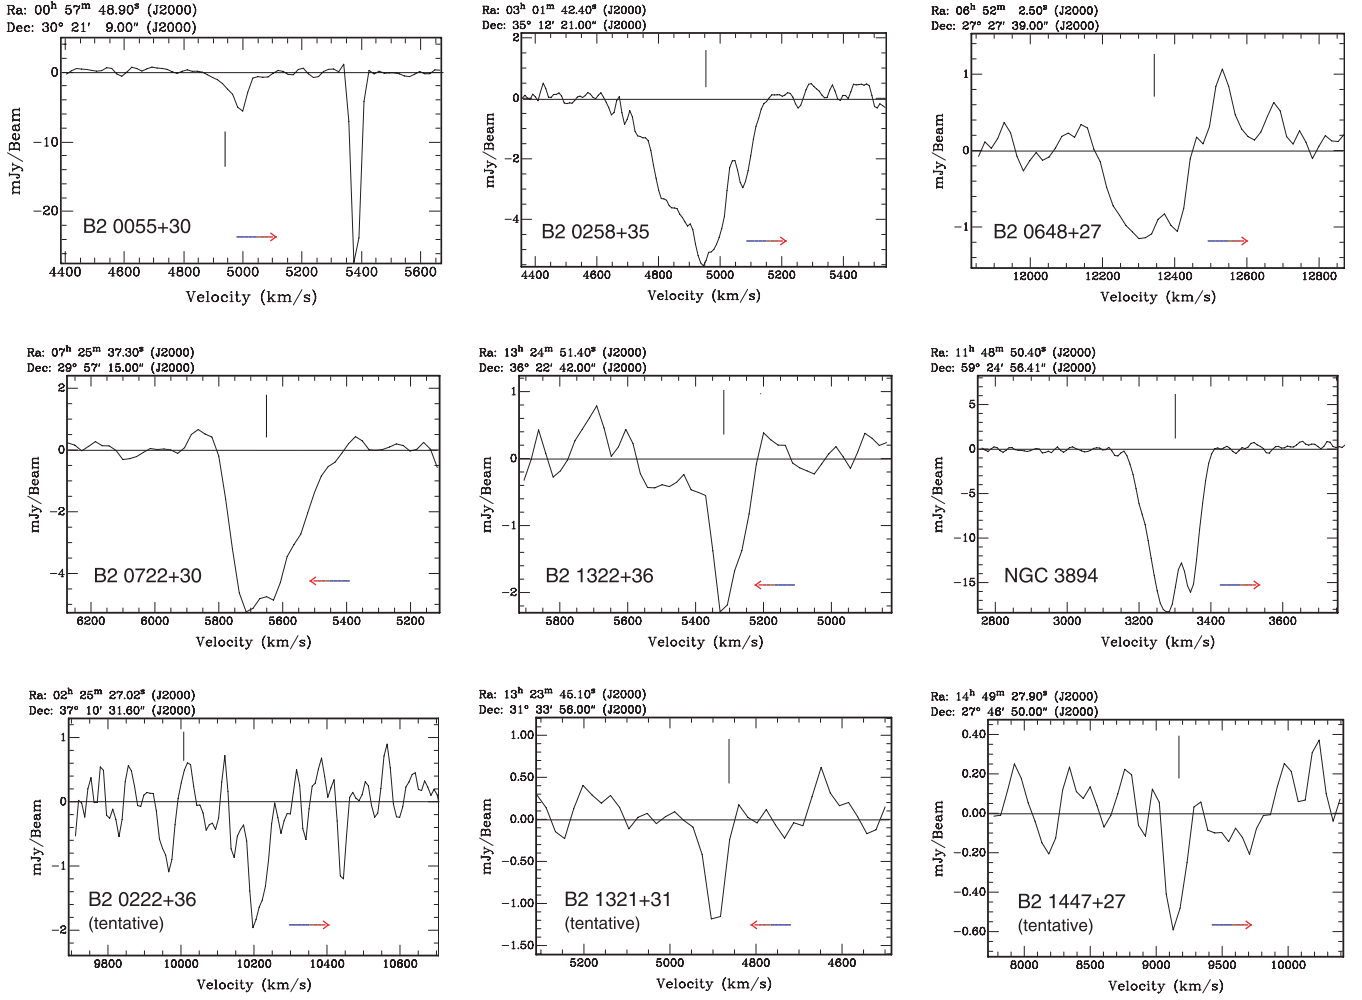 Ra: 00h 57m 48.90s (J2000)
Dec: 30° 21' 9.00" (J2000)
0
−10
−20
mJy/Beam
B2 0055+30
4400 4600 4800 5000 5200 5400 5600
Velocity (km/s)
Ra: 03h 01m 42.40s (J2000)
Dec: 35° 12' 21.00" (J2000)
2
0
−2
−4
mJy/Beam
B2 0258+35
4400 4600 4800 5000 5200 5400
Velocity (km/s)
Ra: 06h 52m 2.50s (J2000)
Dec: 27° 27' 39.00" (J2000)
1
0
−1
mJy/Beam
B2 0648+27
12000 12200 12400 12600 12800
Velocity (km/s)
Ra: 07h 25m 37.30s (J2000)
Dec: 29° 57' 15.00" (J2000)
2
0
−2
−4
mJy/Beam
B2 0722+30
6200 6000 5800 5600 5400 5200
Velocity (km/s)
Ra: 13h 24m 51.40s (J2000)
Dec: 36° 22' 42.00" (J2000)
1
0
−1
−2
mJy/Beam
B2 1322+36
5800 5600 5400 5200 5000
Velocity (km/s)
Ra: 11h 48m 50.40s (J2000)
Dec: 59° 24' 56.41" (J2000)
5
0
−5
−10
−15
mJy/Beam
NGC 3894
2800 3000 3200 3400 3600
Velocity (km/s)
Ra: 02h 25m 27.02s (J2000)
Dec: 37° 10' 31.60" (J2000)
1
0
−1
−2
mJy/Beam
B2 0222+36
(tentative)
9800 10000 10200 10400 10600
Velocity (km/s)
Ra: 13h 23m 45.10s (J2000)
Dec: 31° 33' 56.00" (J2000)
1.00
0.50
0.00
−0.50
−1.00
−1.50
mJy/Beam
B2 1321+31
(tentative)
5200 5000 4800 4600
Velocity (km/s)
Ra: 14h 49m 27.90s (J2000)
Dec: 27° 46' 50.00" (J2000)
0.40
0.20
0.00
−0.20
−0.40
−0.60
mJy/Beam
B2 1447+27
(tentative)
8000 8500 9000 9500 10000
Velocity (km/s)